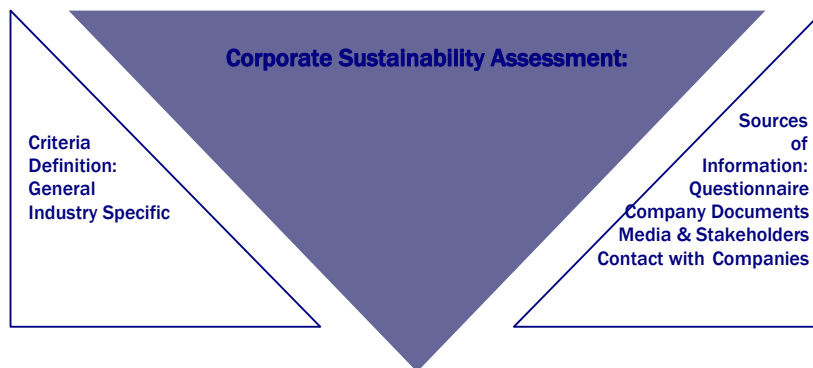 Corporate Sustainability Assessment:
Criteria
Definition:
General
Industry Specific
Sources
of
Information:
Questionnaire
Company Documents
Media & Stakeholders
Contact with Companies